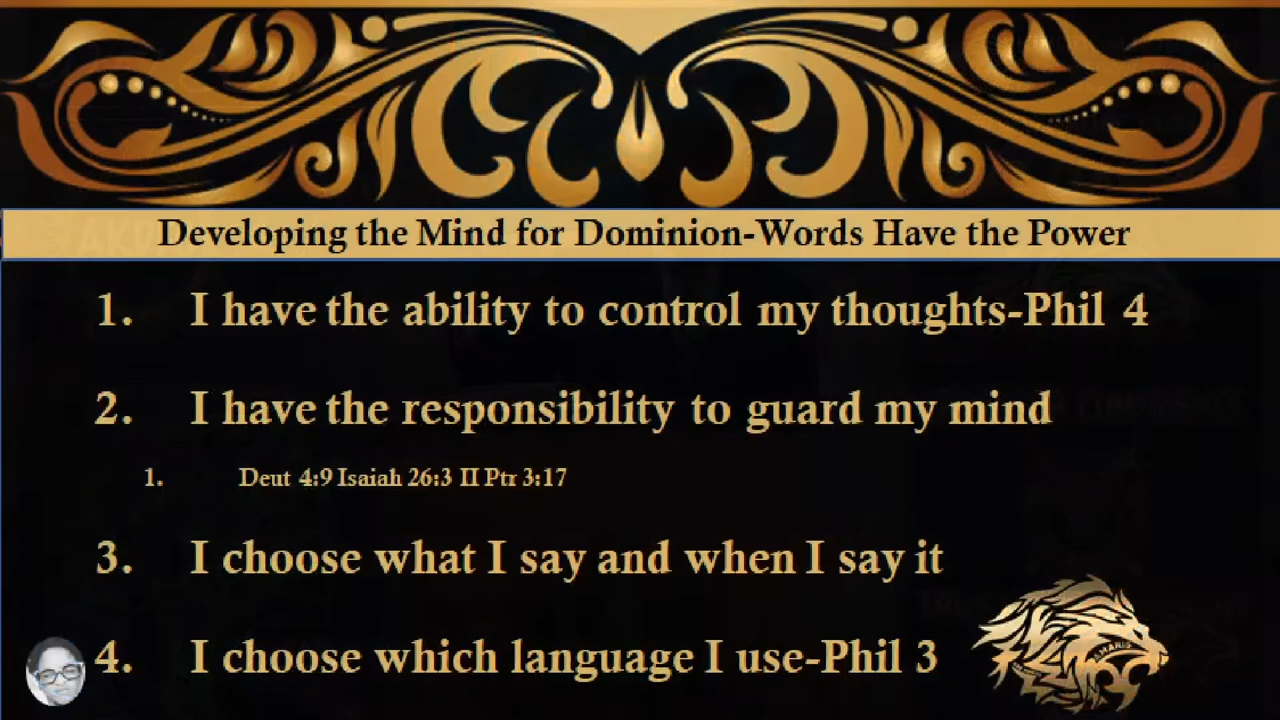 Developing the Mind for Dominion-Words Have the Power
1. I have the ability to control my thoughts-Phil 4
2. I have the responsibility to guard my mind
1. Deut 4:9 Isaiah 26:3 II Ptr 3:17
3. I choose what I say and when I say it
4. I choose which language I use-Phil 3